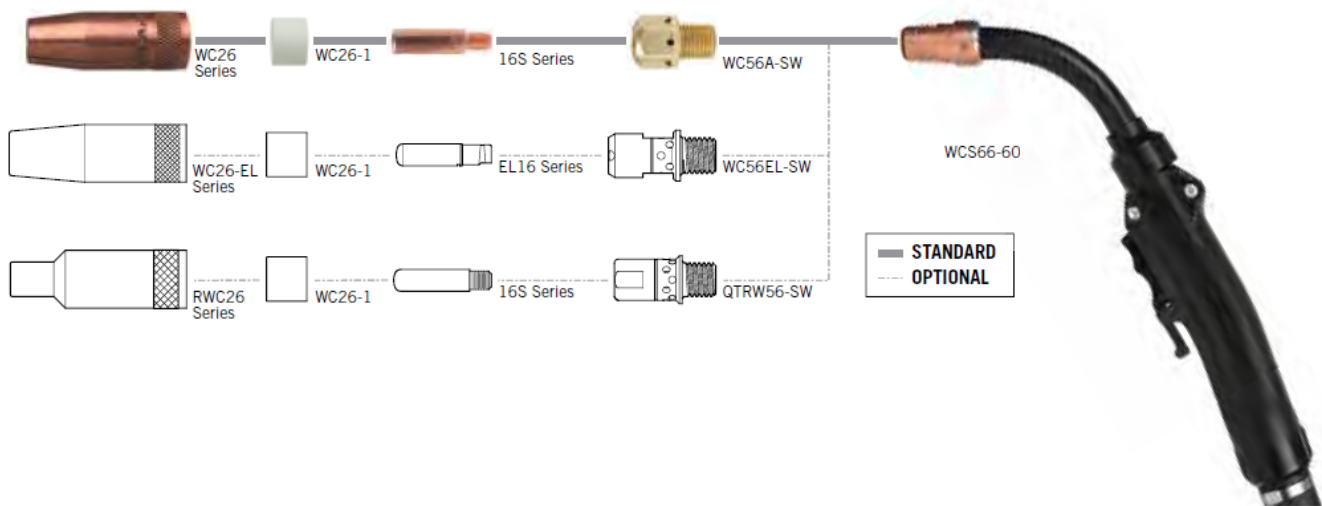 WC26
Series
WC26-1
16S Series
WC56A-SW
WCS66-60
WC26-EL
Series
WC26-1
EL16 Series
WC56EL-SW
STANDARD
OPTIONAL
RWC26
Series
WC26-1
16S Series
QTRW56-SW